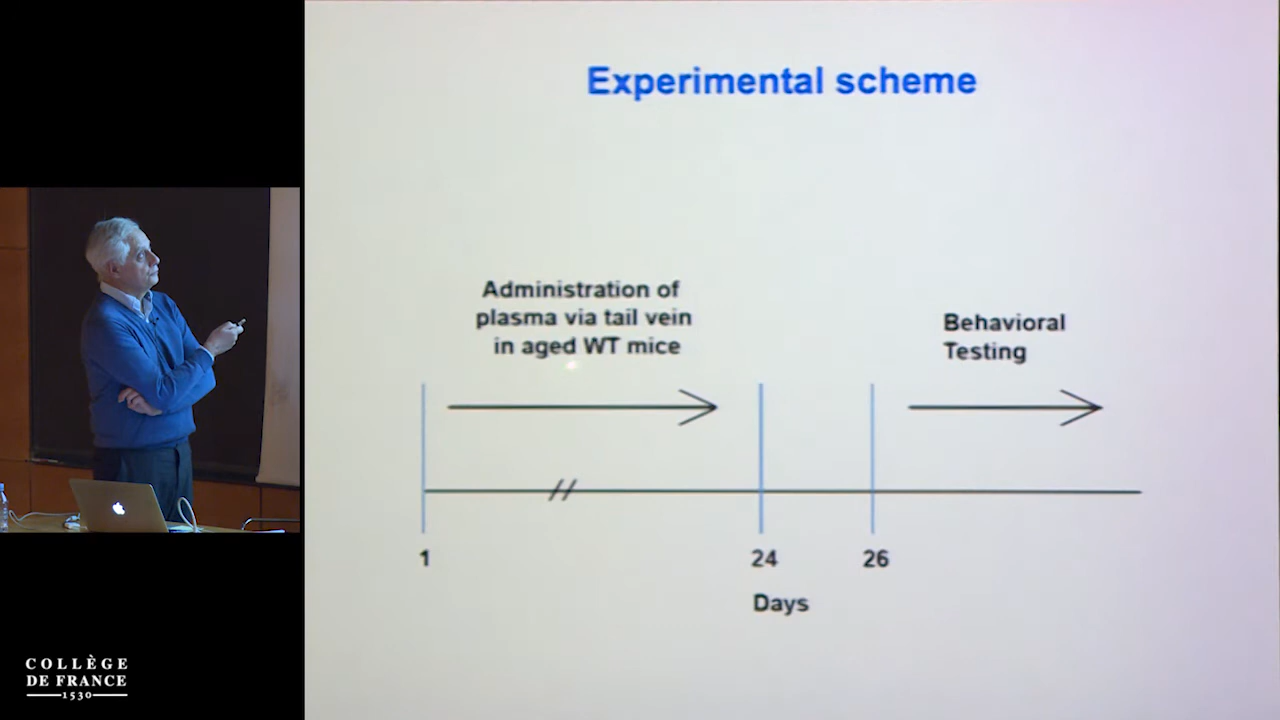 Experimental scheme
Administration of
plasma via tail vein
in aged WT mice
Behavioral
Testing
1
24
26
Days
COLLÈGE
DE FRANCE
1530